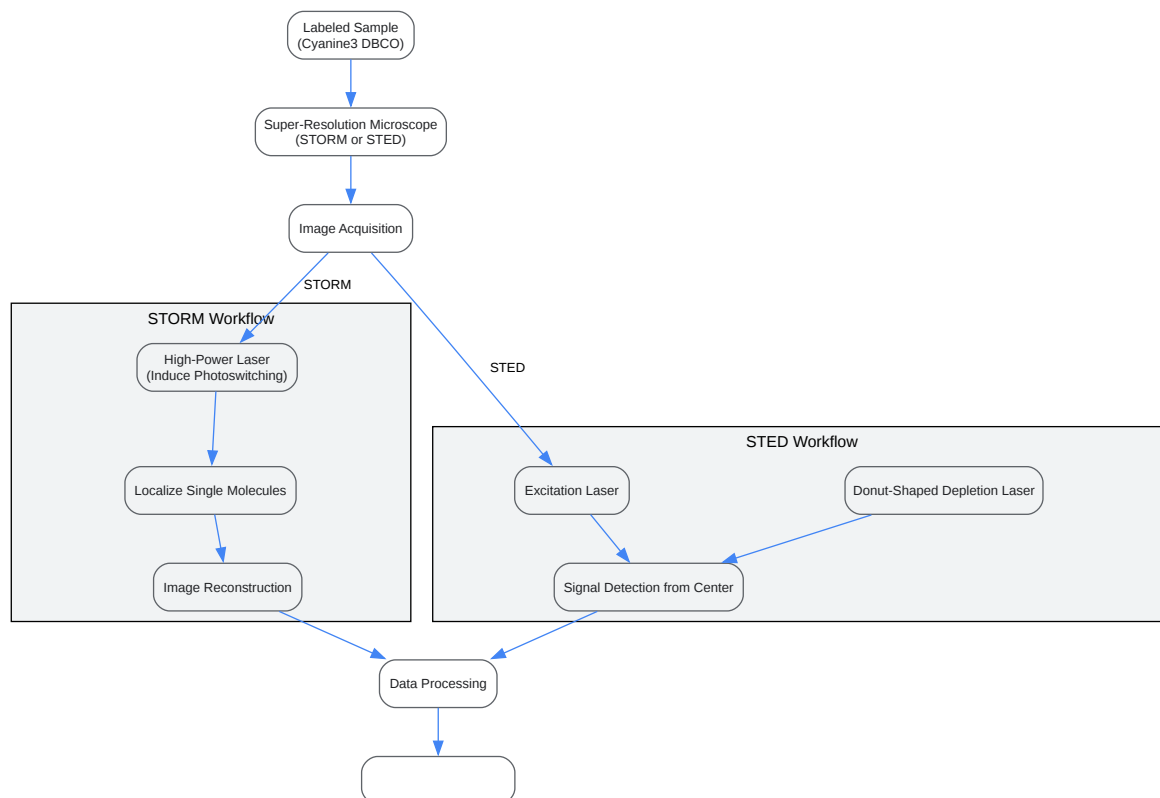 Labeled Sample
(Cyanine3 DBCO)
Super-Resolution Microscope
(STORM or STED)
Image Acquisition
STORM
STORM Workflow
High-Power Laser
(Induce Photoswitching)
STED
STED Workflow
Localize Single Molecules
Excitation Laser
Donut-Shaped Depletion Laser
Image Reconstruction
Signal Detection from Center
Data Processing